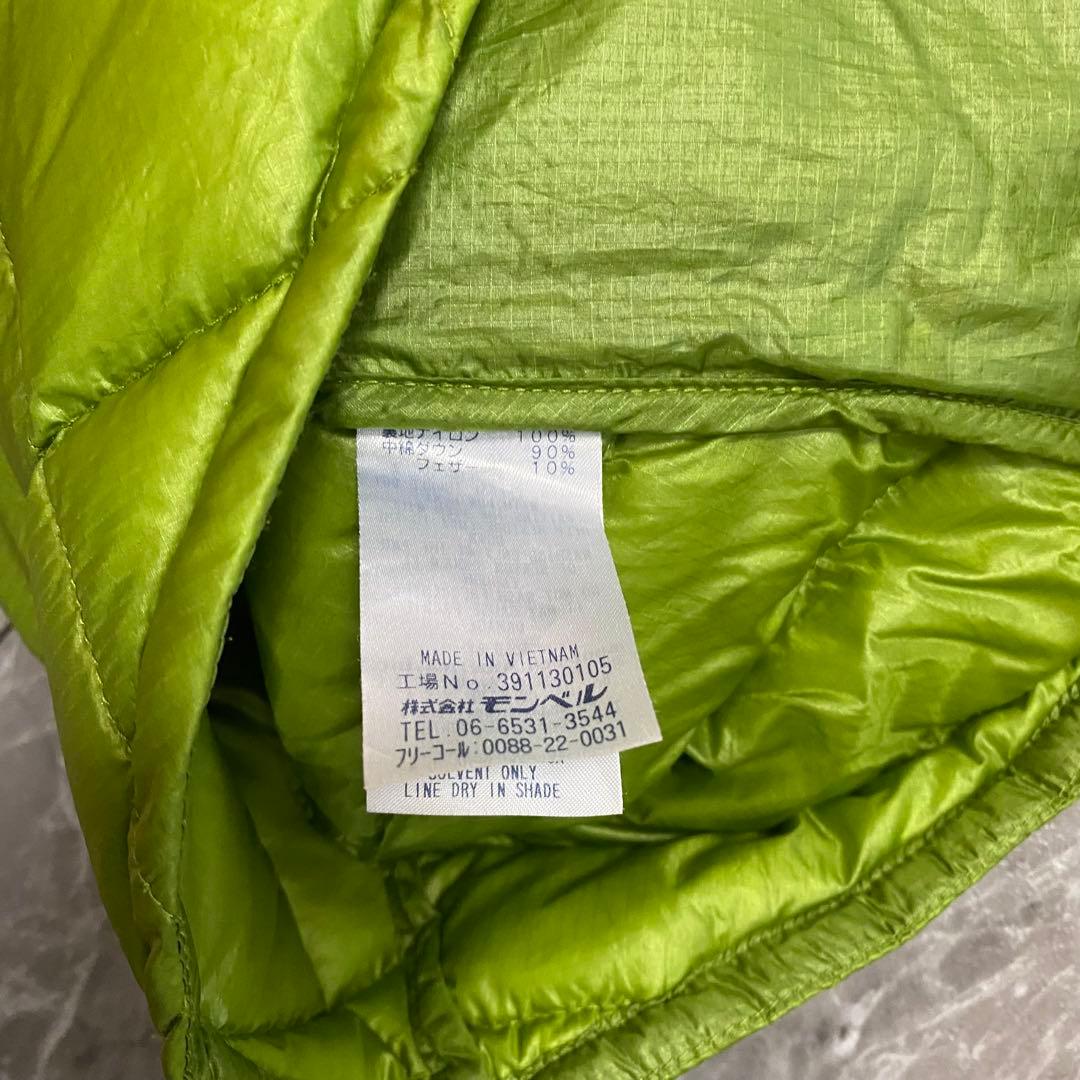 裏地ナイロン 100%
中綿ダウン 90%
フェザー 10%
MADE IN VIETNAM
工場No. 391130105
株式会社 モンベル
TEL. 06-6531-3544
フリーコール:0088-22-0031
SOLVENT ONLY
LINE DRY IN SHADE